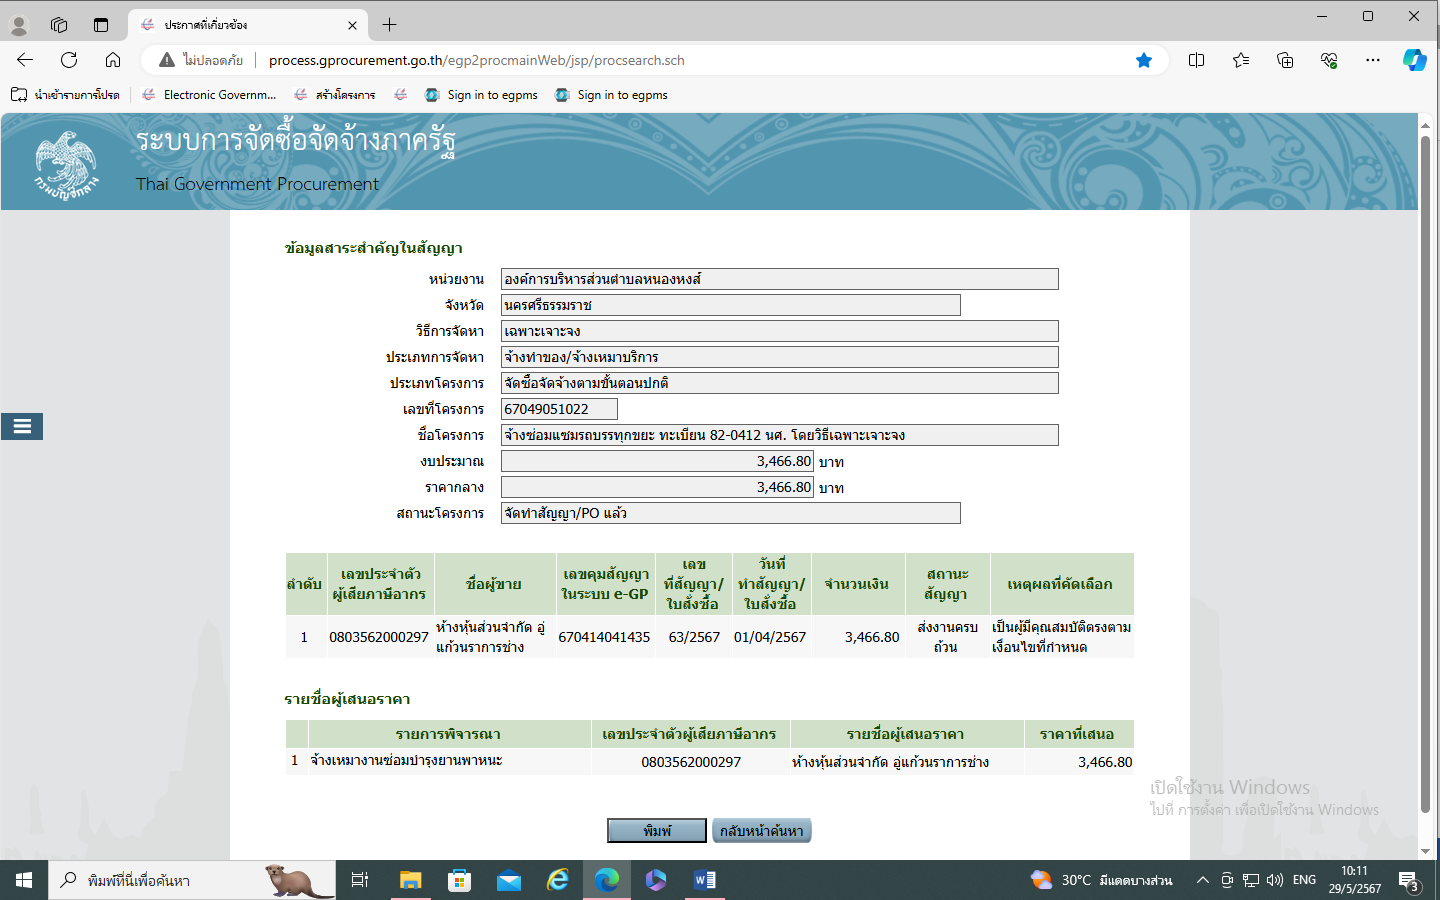 ประกาศที่เกี่ยวข้อง
ไม่ปลอดภัย
process.gprocurement.go.th/egp2procmainWeb/jsp/procsearch.sch
นำเข้ารายการโปรด
Electronic Governm...
สร้างโครงการ
Sign in to egpms
Sign in to egpms
กรมบัญชีกลาง
ระบบการจัดซื้อจัดจ้างภาครัฐ
Thai Government Procurement
ข้อมูลสาระสำคัญในสัญญา
หน่วยงาน องค์การบริหารส่วนตำบลหนองหงส์
จังหวัด นครศรีธรรมราช
วิธีการจัดหา เฉพาะเจาะจง
ประเภทการจัดหา จ้างทำของ/จ้างเหมาบริการ
ประเภทโครงการ จัดซื้อจัดจ้างตามขั้นตอนปกติ
เลขที่โครงการ 67049051022
ชื่อโครงการ จ้างซ่อมแซมรถบรรทุกขยะ ทะเบียน 82-0412 นศ. โดยวิธีเฉพาะเจาะจง
งบประมาณ 3,466.80 บาท
ราคากลาง 3,466.80 บาท
สถานะโครงการ จัดทำสัญญา/PO แล้ว
ลำดับ เลขประจำตัวผู้เสียภาษีอากร ชื่อผู้ขาย เลขคุมสัญญาในระบบ e-GP เลขที่สัญญา/ใบสั่งซื้อ วันที่ทำสัญญา/ใบสั่งซื้อ จำนวนเงิน สถานะสัญญา เหตุผลที่คัดเลือก
1 0803562000297 ห้างหุ้นส่วนจำกัด อู่แก้วนราการช่าง 670414041435 63/2567 01/04/2567 3,466.80 ส่งงานครบถ้วน เป็นผู้มีคุณสมบัติตรงตามเงื่อนไขที่กำหนด
รายชื่อผู้เสนอราคา
รายการพิจารณา เลขประจำตัวผู้เสียภาษีอากร รายชื่อผู้เสนอราคา ราคาที่เสนอ
1 จ้างเหมางานซ่อมบำรุงยานพาหนะ 0803562000297 ห้างหุ้นส่วนจำกัด อู่แก้วนราการช่าง 3,466.80
เปิดใช้งาน Windows
ไปที่ การตั้งค่า เพื่อเปิดใช้งาน Windows
พิมพ์ กลับหน้าค้นหา
พิมพ์ที่นี่เพื่อค้นหา
30°C มีแดดบางส่วน
ENG
10:11
29/5/2567
3